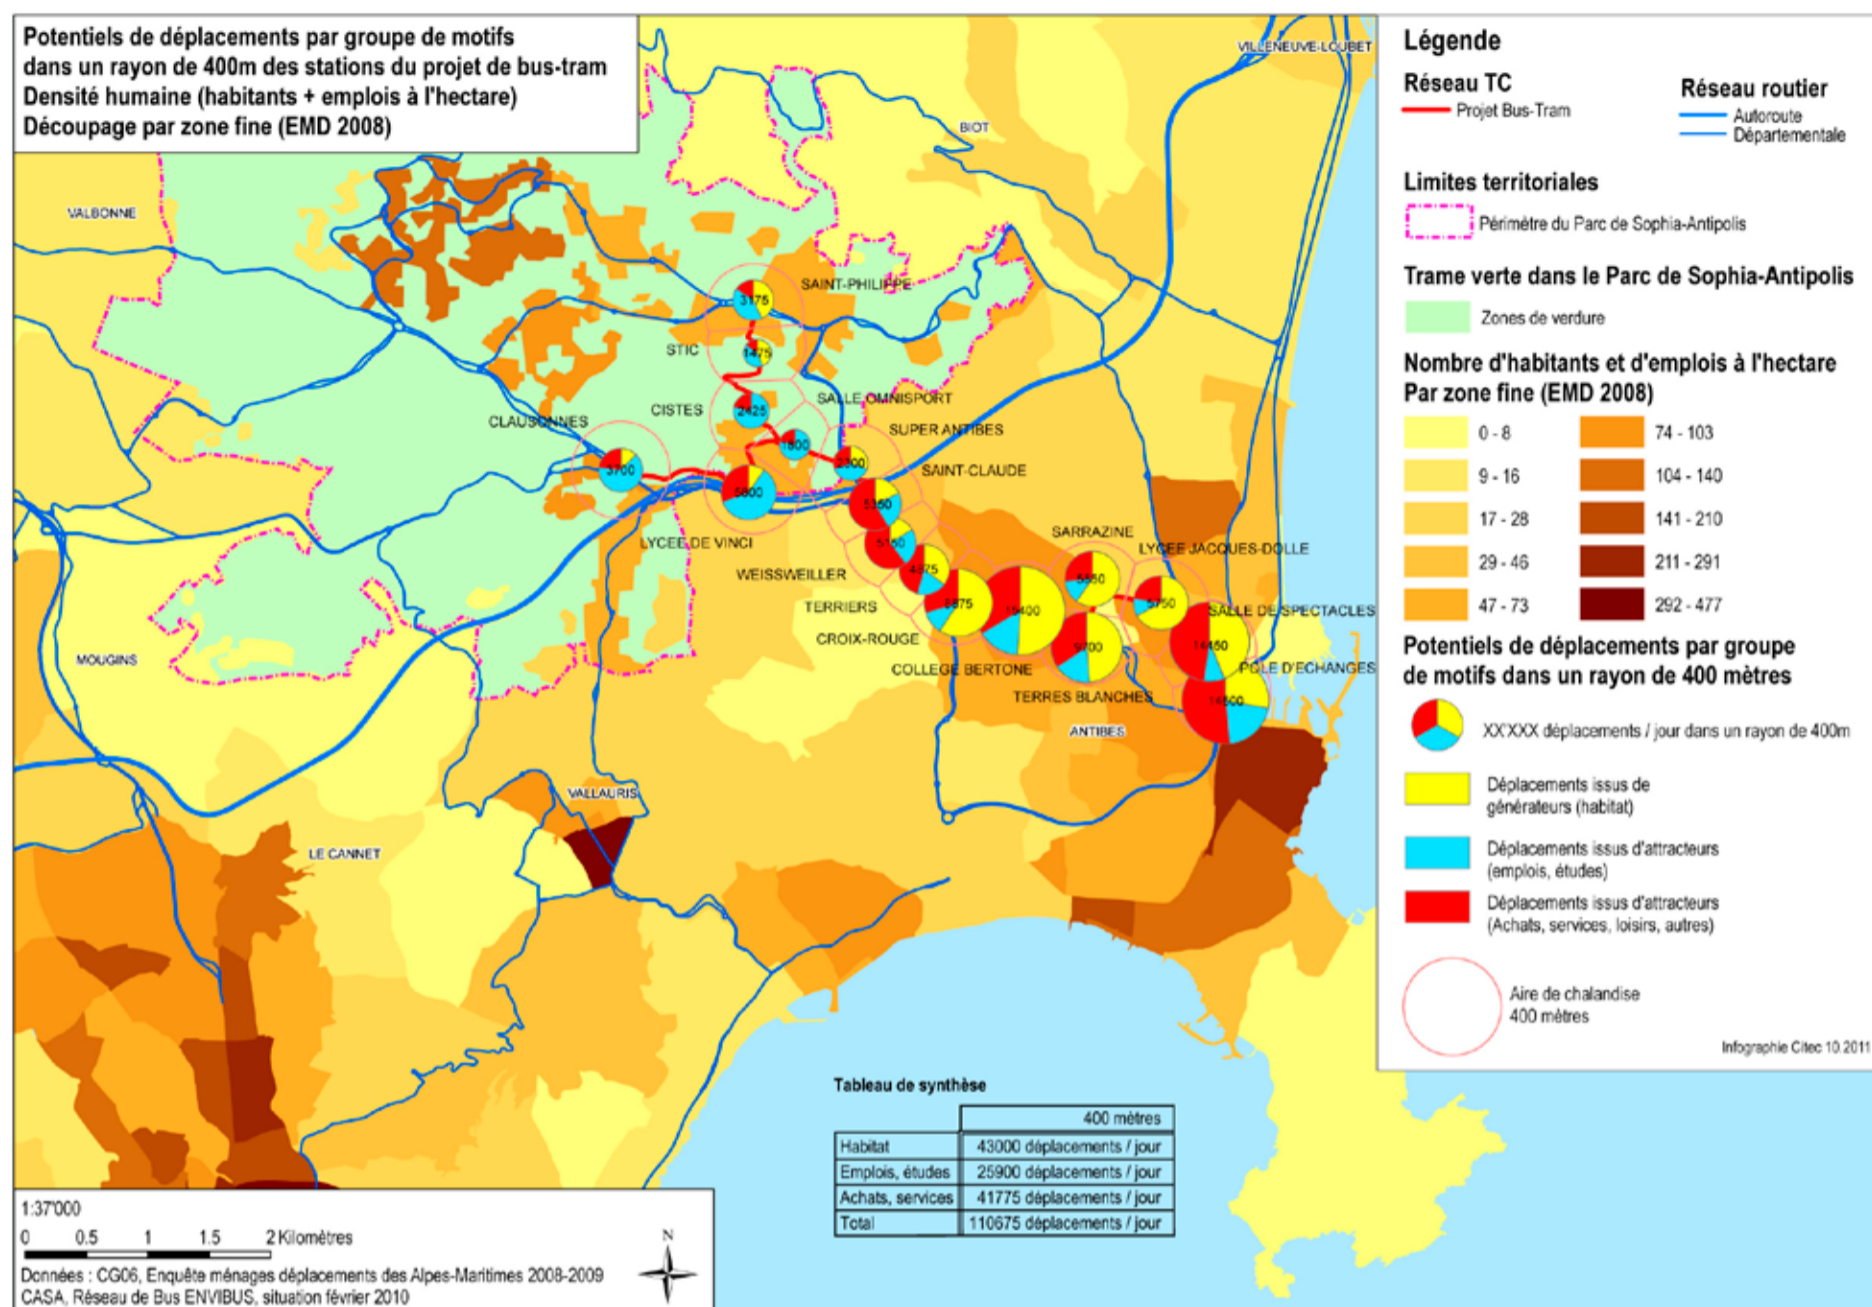 Potentiels de déplacements par groupe de motifs
dans un rayon de 400m des stations du projet de bus-tram
Densité humaine (habitants + emplois à l'hectare)
Découpage par zone fine (EMD 2008)
VILLENEUVE-LOUBET
BIOT
VALBONNE
SAINT-PHILIPPE
3175
STIC
1475
CISTES
2425
SALLE OMNISPORT
CLAUSONNES
1800
SUPER ANTIBES
3700
2300
SAINT-CLAUDE
5800
5350
LYCEE DE VINCI
SARRAZINE
5150
LYCEE JACQUES-DOLLE
WEISSWEILLER
4875
5550
TERRIERS
8875
15400
5750
SALLE DE SPECTACLES
CROIX-ROUGE
9700
14450
COLLEGE BERTONE
POLE D'ECHANGES
TERRES BLANCHES
14800
MOUGINS
ANTIBES
VALLAURIS
LE CANNET
Légende
Réseau TC
Projet Bus-Tram
Réseau routier
Autoroute
Départementale
Limites territoriales
Périmètre du Parc de Sophia-Antipolis
Trame verte dans le Parc de Sophia-Antipolis
Zones de verdure
Nombre d'habitants et d'emplois à l'hectare
Par zone fine (EMD 2008)
0 - 8
74 - 103
9 - 16
104 - 140
17 - 28
141 - 210
29 - 46
211 - 291
47 - 73
292 - 477
Potentiels de déplacements par groupe
de motifs dans un rayon de 400 mètres
XX'XXX déplacements / jour dans un rayon de 400m
Déplacements issus de
générateurs (habitat)
Déplacements issus d'attracteurs
(emplois, études)
Déplacements issus d'attracteurs
(Achats, services, loisirs, autres)
Aire de chalandise
400 mètres
Infographie Citec 10.2011
Tableau de synthèse
400 mètres
Habitat 43000 déplacements / jour
Emplois, études 25900 déplacements / jour
Achats, services 41775 déplacements / jour
Total 110675 déplacements / jour
1:37'000
0 0.5 1 1.5 2 Kilomètres
N
Données : CG06, Enquête ménages déplacements des Alpes-Maritimes 2008-2009
CASA, Réseau de Bus ENVIBUS, situation février 2010